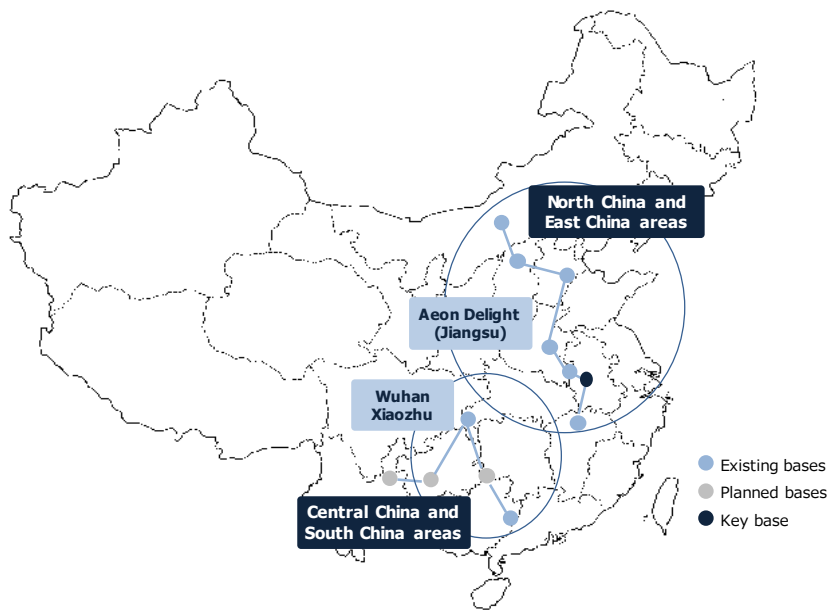 North China and
East China areas
Aeon Delight
(Jiangsu)
Wuhan
Xiaozhu
Central China and
South China areas
Existing bases
Planned bases
Key base